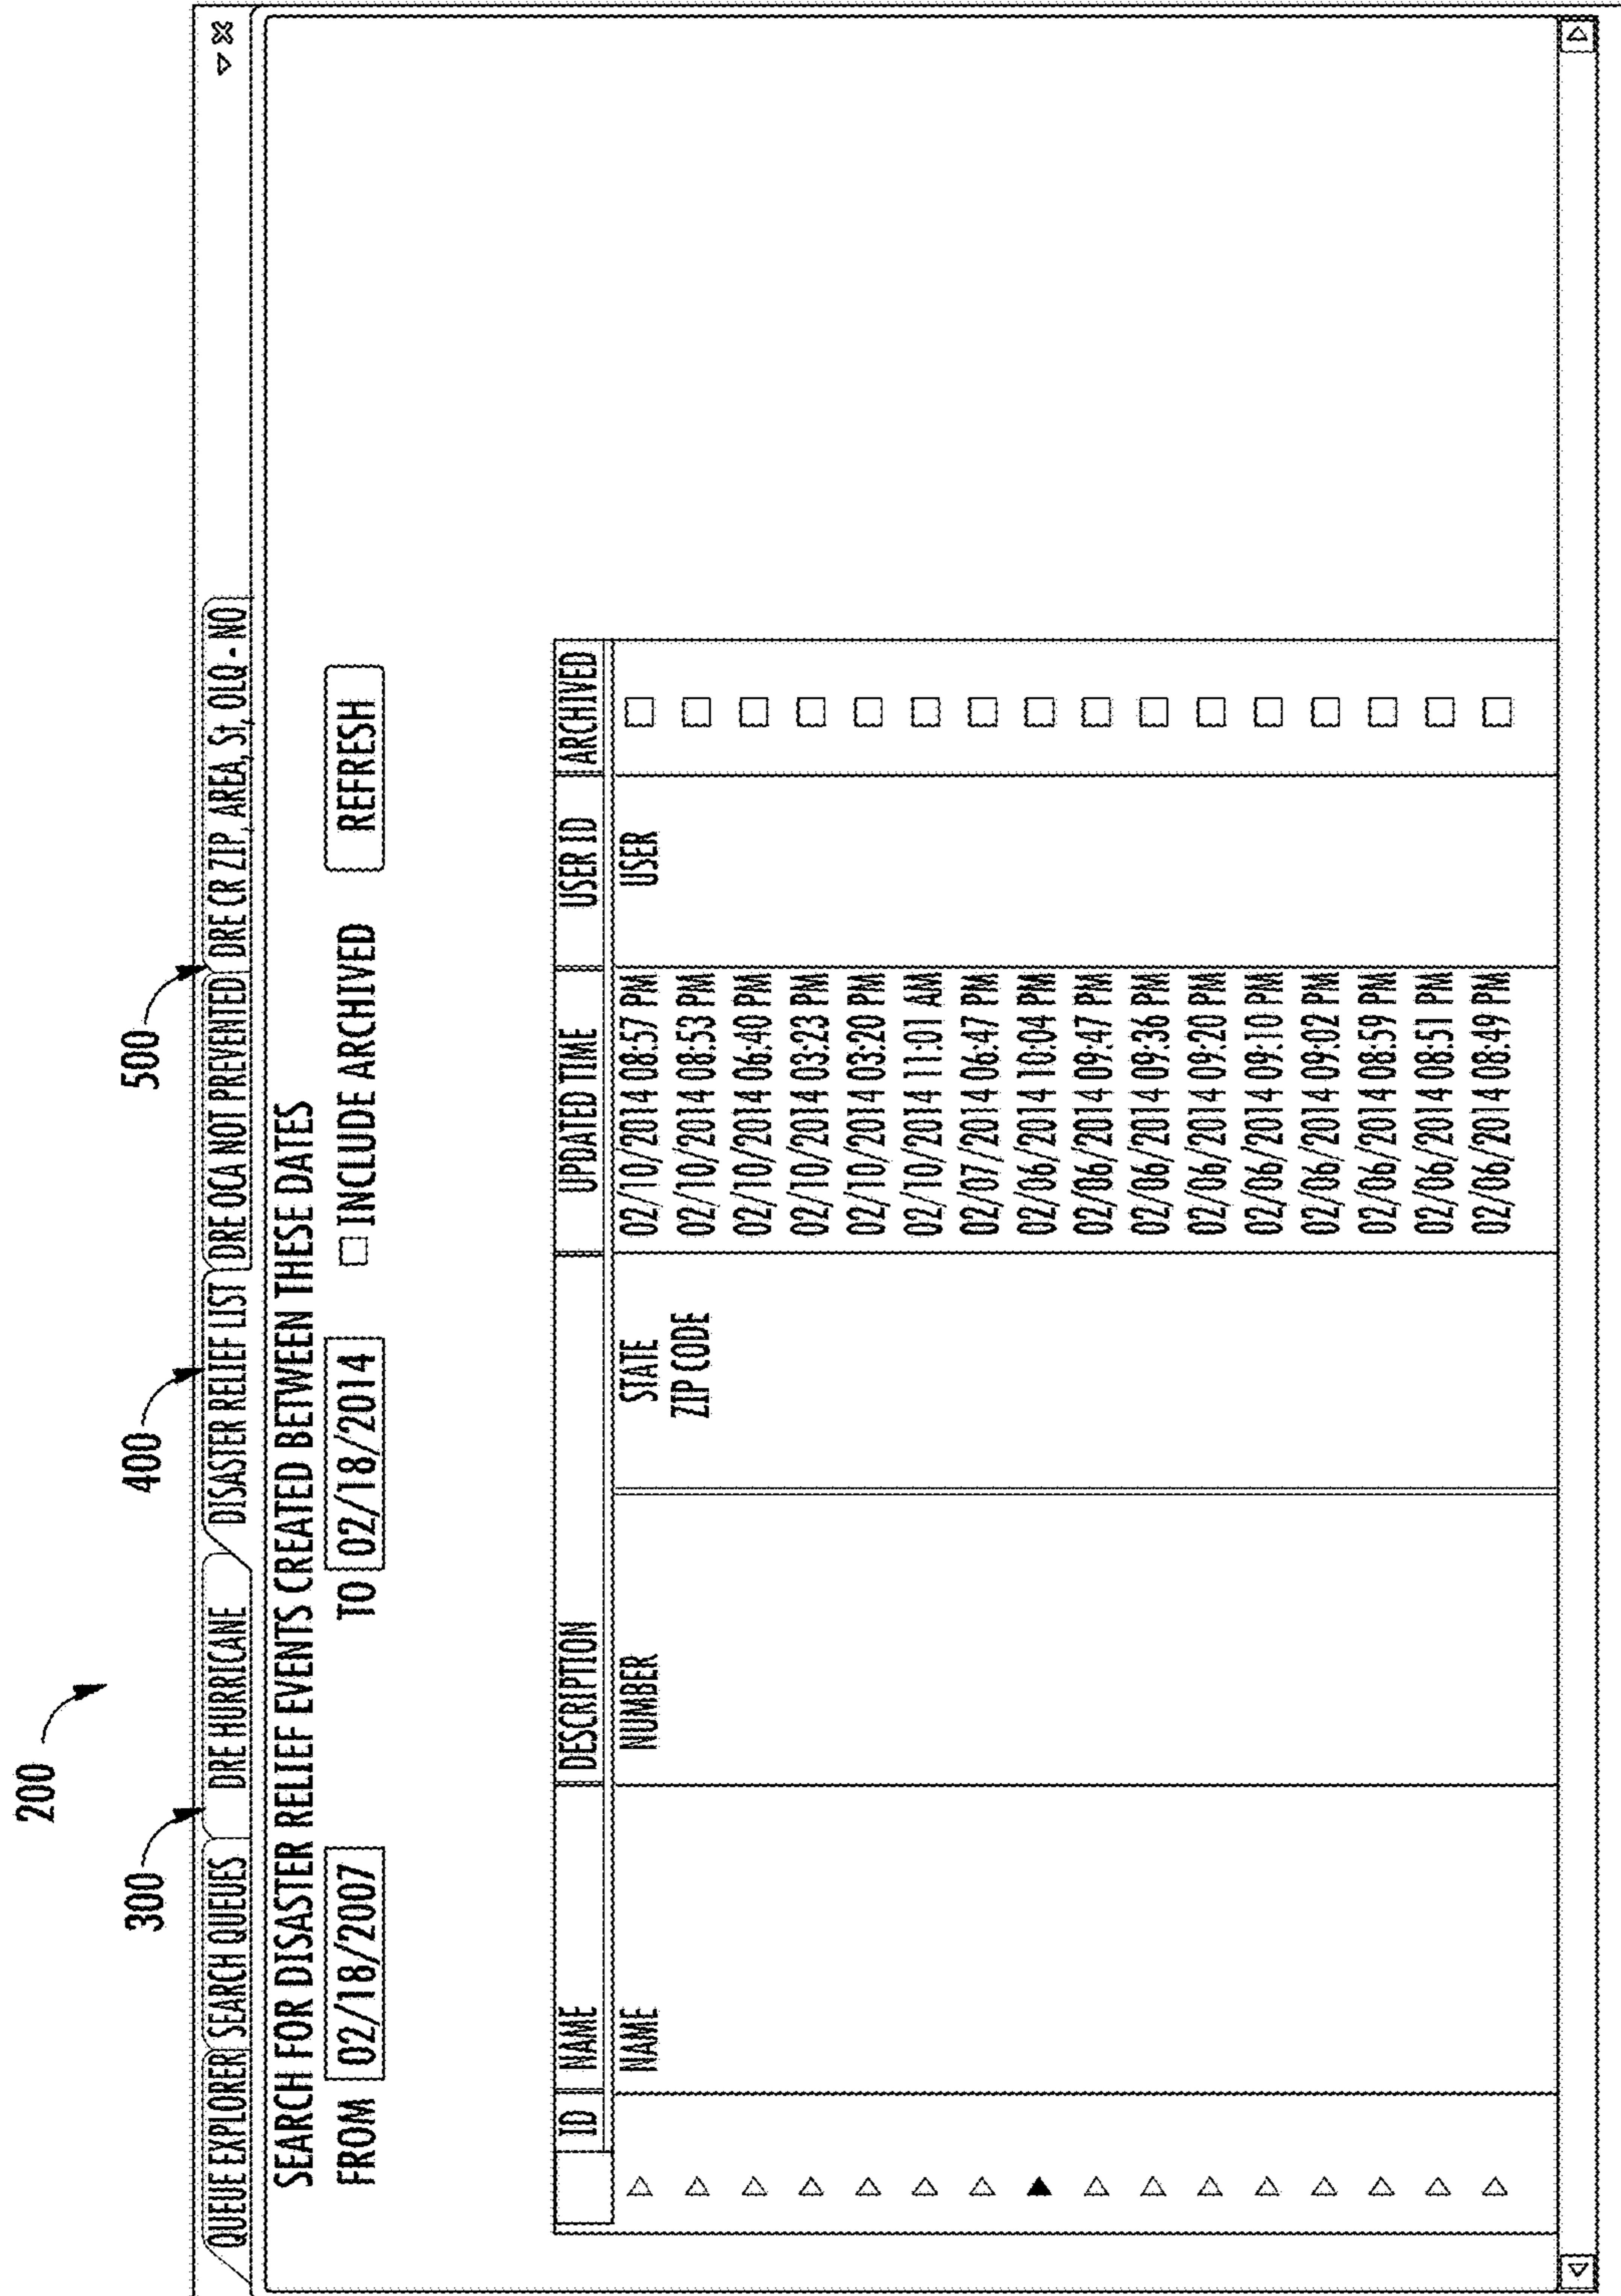 200
300
400
500
QUEUE EXPLORER SEARCH QUEUES DRE HURRICANE DISASTER RELIEF LIST DRE OCA NOT PREVENTED DRE CR ZIP, AREA, St, OLQ - NO
SEARCH FOR DISASTER RELIEF EVENTS CREATED BETWEEN THESE DATES
FROM 02/18/2007 TO 02/18/2014 INCLUDE ARCHIVED REFRESH
ID NAME DESCRIPTION UPDATED TIME USER ID ARCHIVED
NAME NUMBER STATE 02/10/2014 08:57 PM USER
ZIP CODE 02/10/2014 08:53 PM
02/10/2014 06:40 PM
02/10/2014 03:23 PM
02/10/2014 03:20 PM
02/10/2014 11:01 AM
02/07/2014 06:47 PM
02/06/2014 10:04 PM
02/06/2014 09:47 PM
02/06/2014 09:36 PM
02/06/2014 09:20 PM
02/06/2014 09:10 PM
02/06/2014 09:02 PM
02/06/2014 08:59 PM
02/06/2014 08:51 PM
02/06/2014 08:49 PM